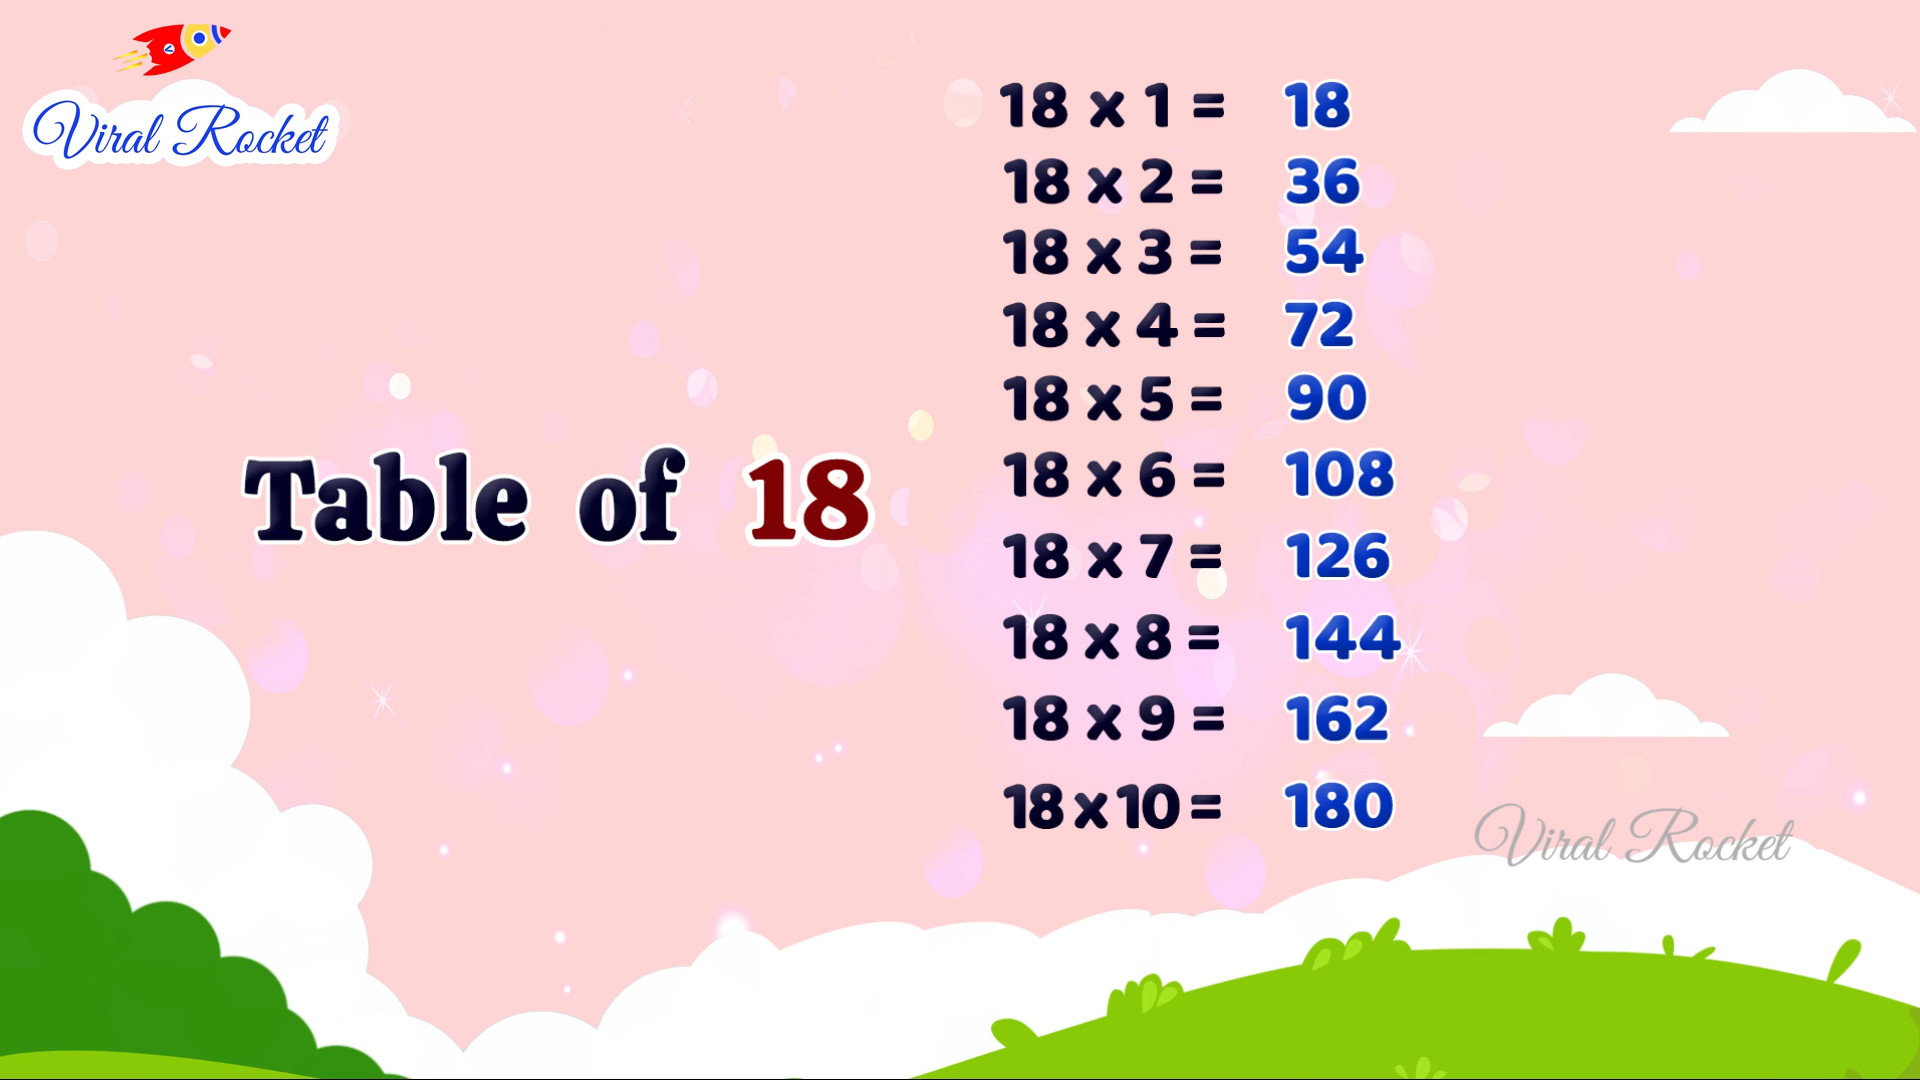 Viral Rocket
Table of 18
18 x 1 = 18
18 x 2 = 36
18 x 3 = 54
18 x 4 = 72
18 x 5 = 90
18 x 6 = 108
18 x 7 = 126
18 x 8 = 144
18 x 9 = 162
18 x 10 = 180
Viral Rocket